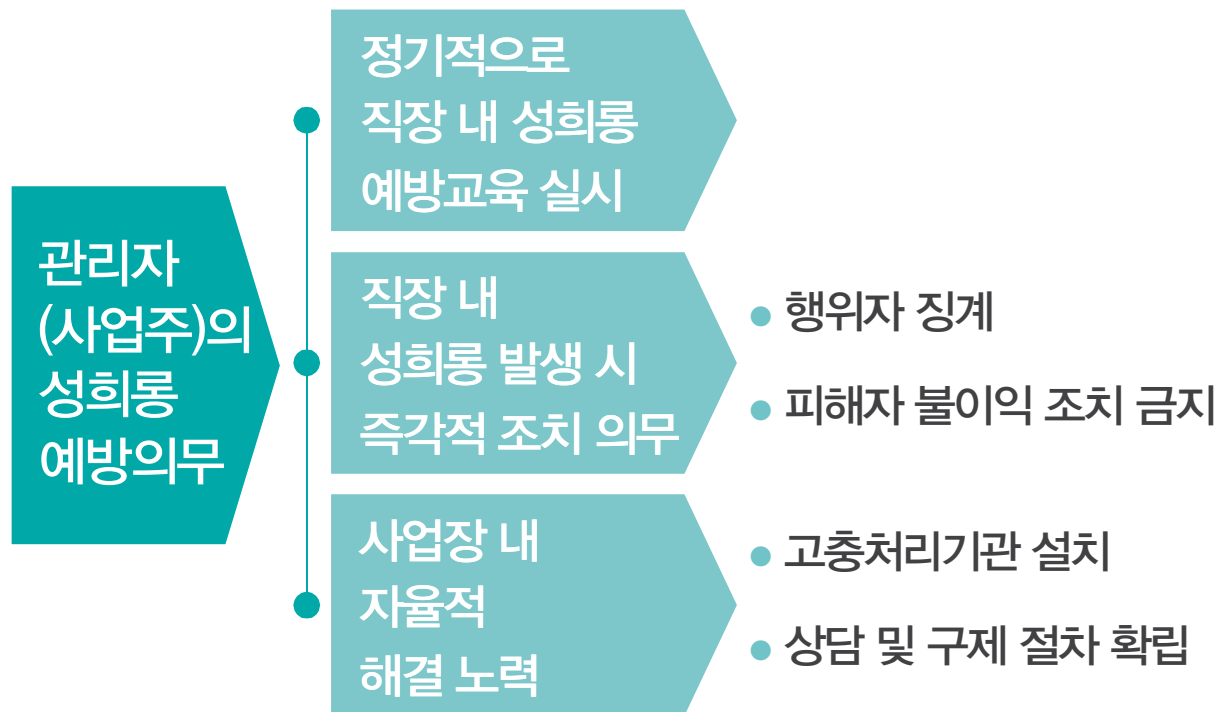 관리자
(사업주)의
성희롱
예방의무
정기적으로
직장 내 성희롱
예방교육 실시
직장 내
성희롱 발생 시
즉각적 조치 의무
행위자 징계
피해자 불이익 조치 금지
사업장 내
자율적
해결 노력
고충처리기관 설치
상담 및 구제 절차 확립